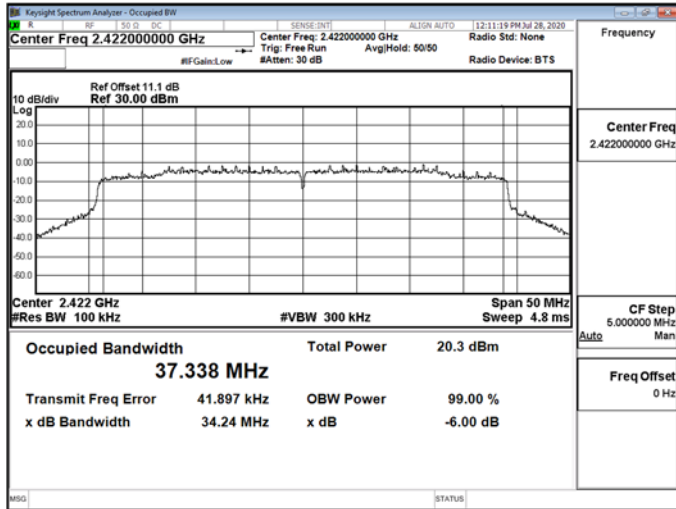 Keysight Spectrum Analyzer - Occupied BW
LXI R RF 50 Ω DC SENSE:INT ALIGN AUTO 12:11:19 PM Jul 28, 2020
Center Freq 2.422000000 GHz
Center Freq: 2.422000000 GHz
Radio Std: None
Trig: Free Run Avg|Hold: 50/50
#IFGain:Low #Atten: 30 dB Radio Device: BTS
Ref Offset 11.1 dB
10 dB/div Ref 30.00 dBm
Log
20.0
10.0
0.00
-10.0
-20.0
-30.0
-40.0
-50.0
-60.0
Center 2.422 GHz Span 50 MHz
#Res BW 100 kHz #VBW 300 kHz Sweep 4.8 ms
Occupied Bandwidth Total Power 20.3 dBm
37.338 MHz
Transmit Freq Error 41.897 kHz OBW Power 99.00 %
x dB Bandwidth 34.24 MHz x dB -6.00 dB
MSG STATUS
Frequency
Center Freq
2.422000000 GHz
CF Step
5.000000 MHz
Auto Man
Freq Offset
0 Hz